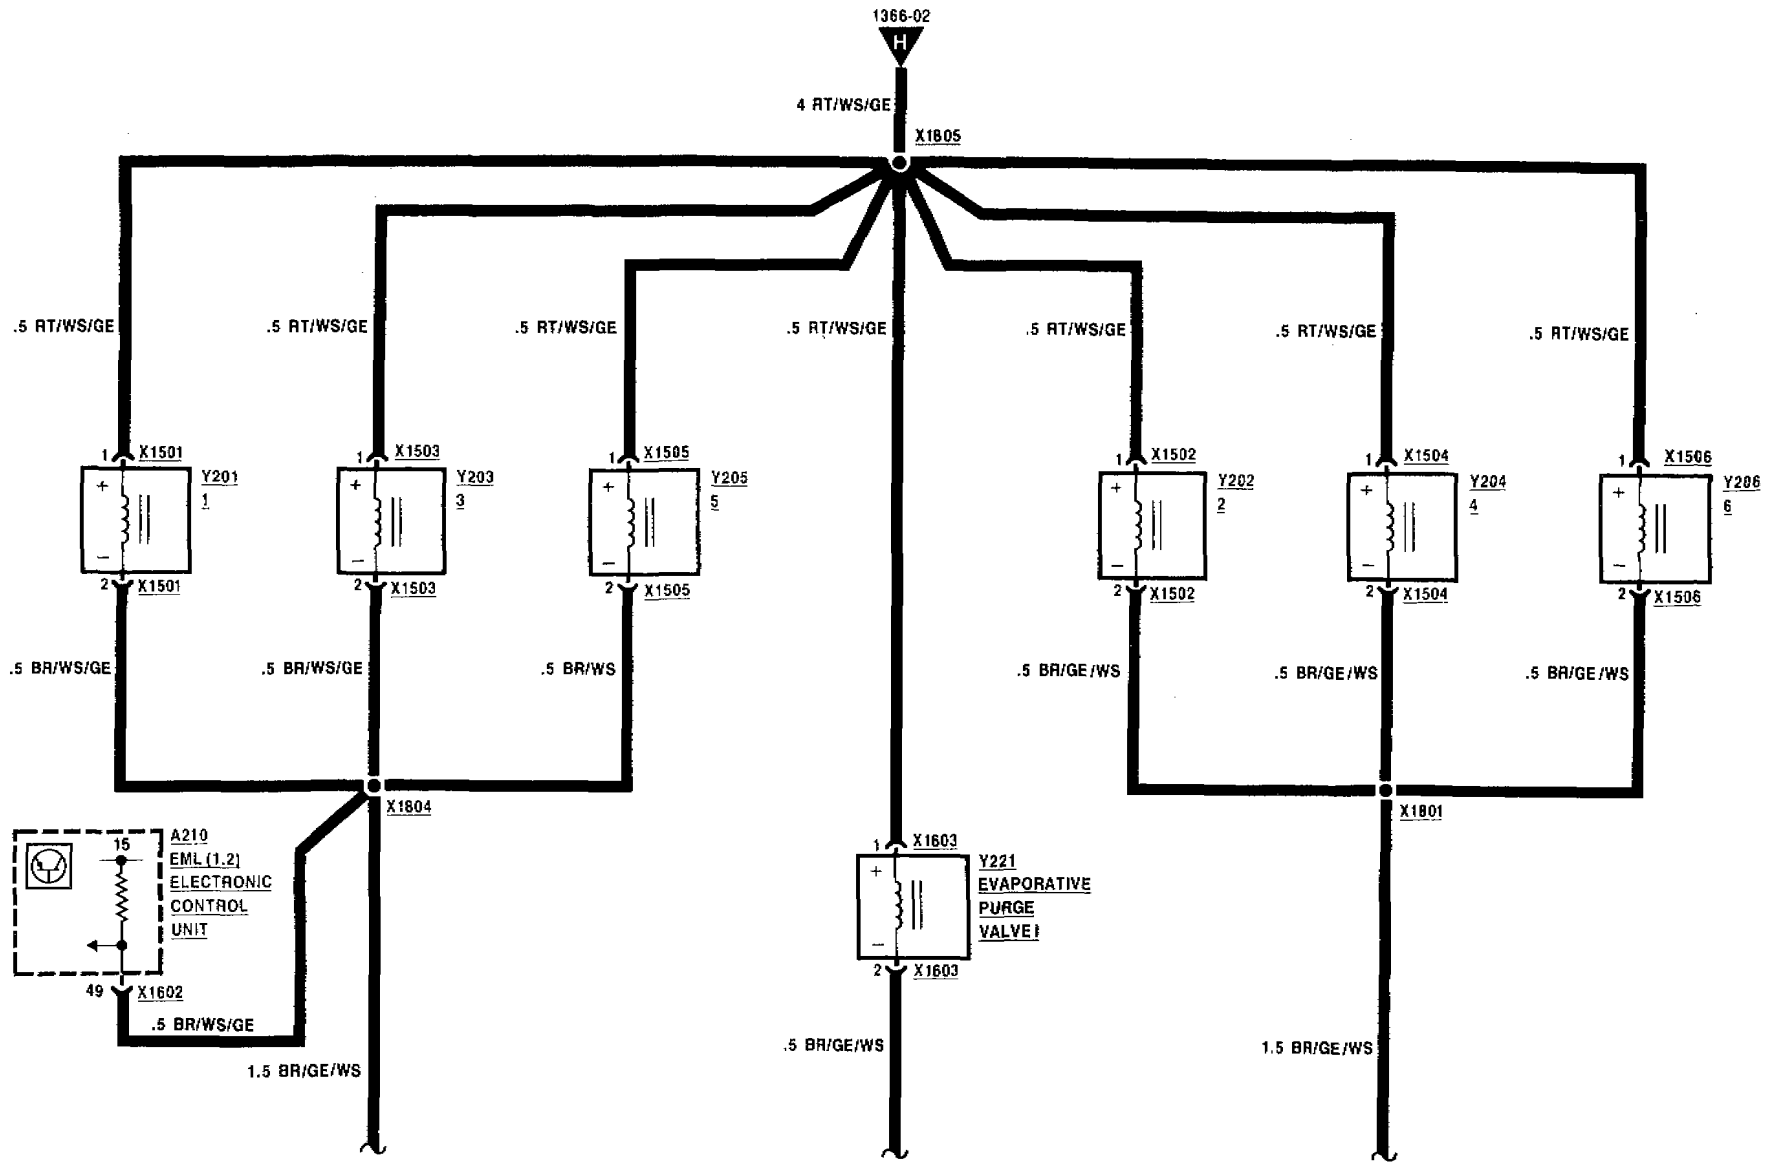 1366-02
H
4 RT/WS/GE
X1805
.5 RT/WS/GE
.5 RT/WS/GE
.5 RT/WS/GE
.5 RT/WS/GE
.5 RT/WS/GE
.5 RT/WS/GE
.5 RT/WS/GE
1 X1501
1 X1503
1 X1505
1 X1502
1 X1504
1 X1506
+ Y201
1
+ Y203
3
+ Y205
5
+ Y202
2
+ Y204
4
+ Y206
6
−
−
−
−
−
−
2 X1501
2 X1503
2 X1505
2 X1502
2 X1504
2 X1506
.5 BR/WS/GE
.5 BR/WS/GE
.5 BR/WS
.5 BR/GE/WS
.5 BR/GE/WS
.5 BR/GE/WS
X1804
X1801
15
A210
EML (1.2)
ELECTRONIC
CONTROL
UNIT
1 X1603
+
−
Y221
EVAPORATIVE
PURGE
VALVE I
2 X1603
49 X1602
.5 BR/WS/GE
1.5 BR/GE/WS
.5 BR/GE/WS
1.5 BR/GE/WS